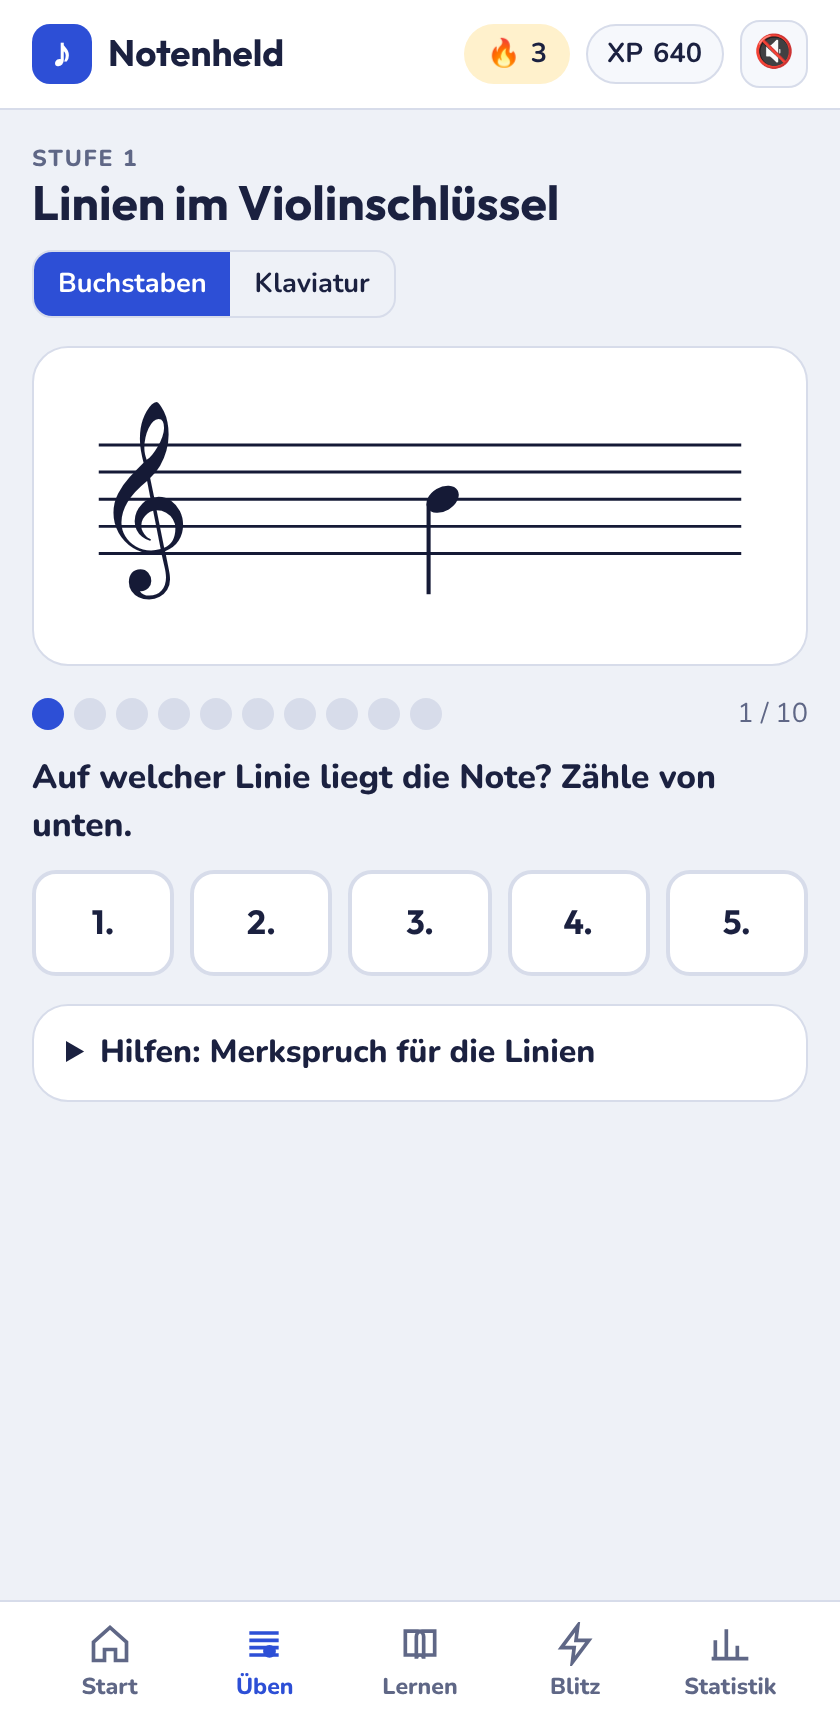 Notenheld
3
XP 640
STUFE 1
Linien im Violinschlüssel
Buchstaben
Klaviatur
1 / 10
Auf welcher Linie liegt die Note? Zähle von
unten.
1.
2.
3.
4.
5.
Hilfen: Merkspruch für die Linien
Start
Üben
Lernen
Blitz
Statistik